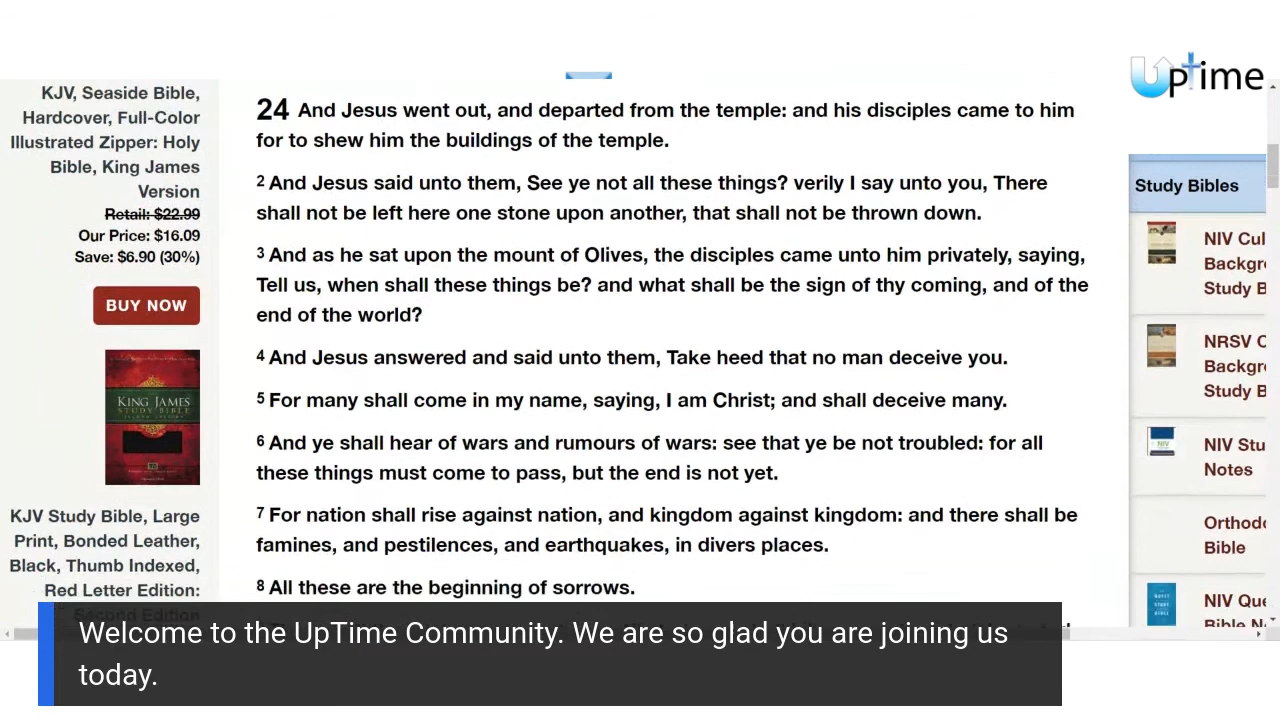 Uptime
KJV, Seaside Bible,
Hardcover, Full-Color
Illustrated Zipper: Holy
Bible, King James
Version
Retail: $22.99
Our Price: $16.09
Save: $6.90 (30%)
BUY NOW
KING JAMES
STUDY BIBLE
KJV Study Bible, Large
Print, Bonded Leather,
Black, Thumb Indexed,
Red Letter Edition:
Second Edition
24 And Jesus went out, and departed from the temple: and his disciples came to him
for to shew him the buildings of the temple.
2 And Jesus said unto them, See ye not all these things? verily I say unto you, There
shall not be left here one stone upon another, that shall not be thrown down.
3 And as he sat upon the mount of Olives, the disciples came unto him privately, saying,
Tell us, when shall these things be? and what shall be the sign of thy coming, and of the
end of the world?
4 And Jesus answered and said unto them, Take heed that no man deceive you.
5 For many shall come in my name, saying, I am Christ; and shall deceive many.
6 And ye shall hear of wars and rumours of wars: see that ye be not troubled: for all
these things must come to pass, but the end is not yet.
7 For nation shall rise against nation, and kingdom against kingdom: and there shall be
famines, and pestilences, and earthquakes, in divers places.
8 All these are the beginning of sorrows.
Study Bibles
NIV Cul
Backgro
Study B
NRSV C
Backgro
Study B
NIV Stu
Notes
Orthodo
Bible
NIV Que
Bible N
Welcome to the UpTime Community. We are so glad you are joining us
today.